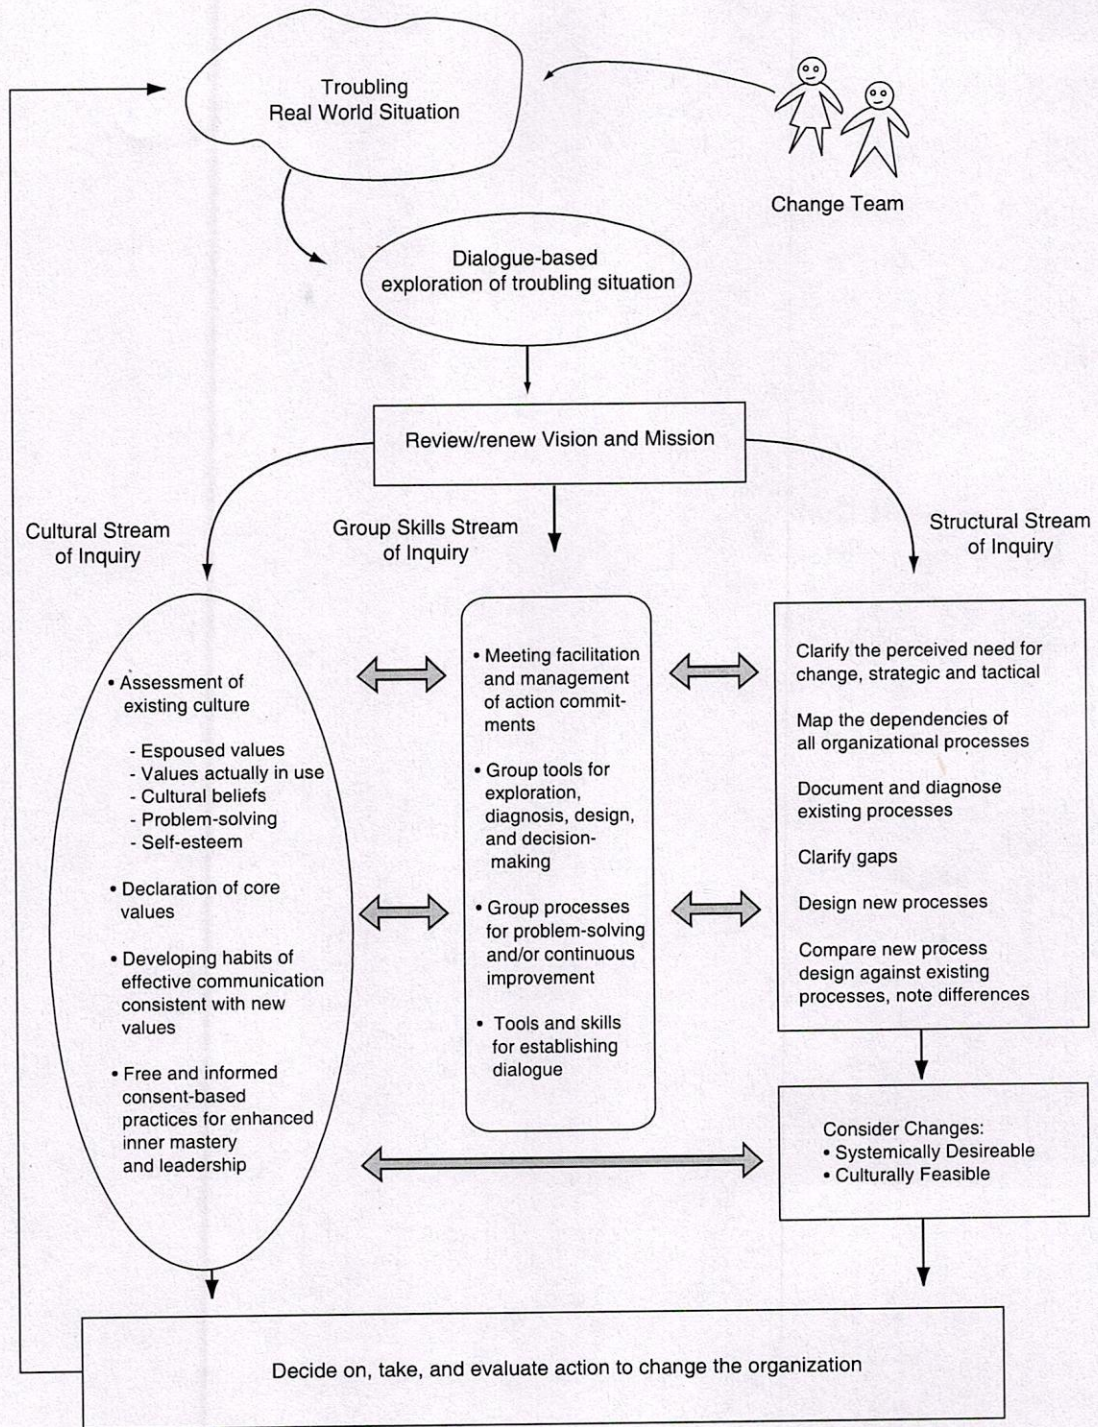 Troubling
Real World Situation
Change Team
Dialogue-based
exploration of troubling situation
Review/renew Vision and Mission
Cultural Stream
of Inquiry
Group Skills Stream
of Inquiry
Structural Stream
of Inquiry
• Assessment of
existing culture
- Espoused values
- Values actually in use
- Cultural beliefs
- Problem-solving
- Self-esteem
• Declaration of core
values
• Developing habits of
effective communication
consistent with new
values
• Free and informed
consent-based
practices for enhanced
inner mastery
and leadership
• Meeting facilitation
and management
of action commit-
ments
• Group tools for
exploration,
diagnosis, design,
and decision-
making
• Group processes
for problem-solving
and/or continuous
improvement
• Tools and skills
for establishing
dialogue
Clarify the perceived need for
change, strategic and tactical
Map the dependencies of
all organizational processes
Document and diagnose
existing processes
Clarify gaps
Design new processes
Compare new process
design against existing
processes, note differences
Consider Changes:
• Systemically Desireable
• Culturally Feasible
Decide on, take, and evaluate action to change the organization